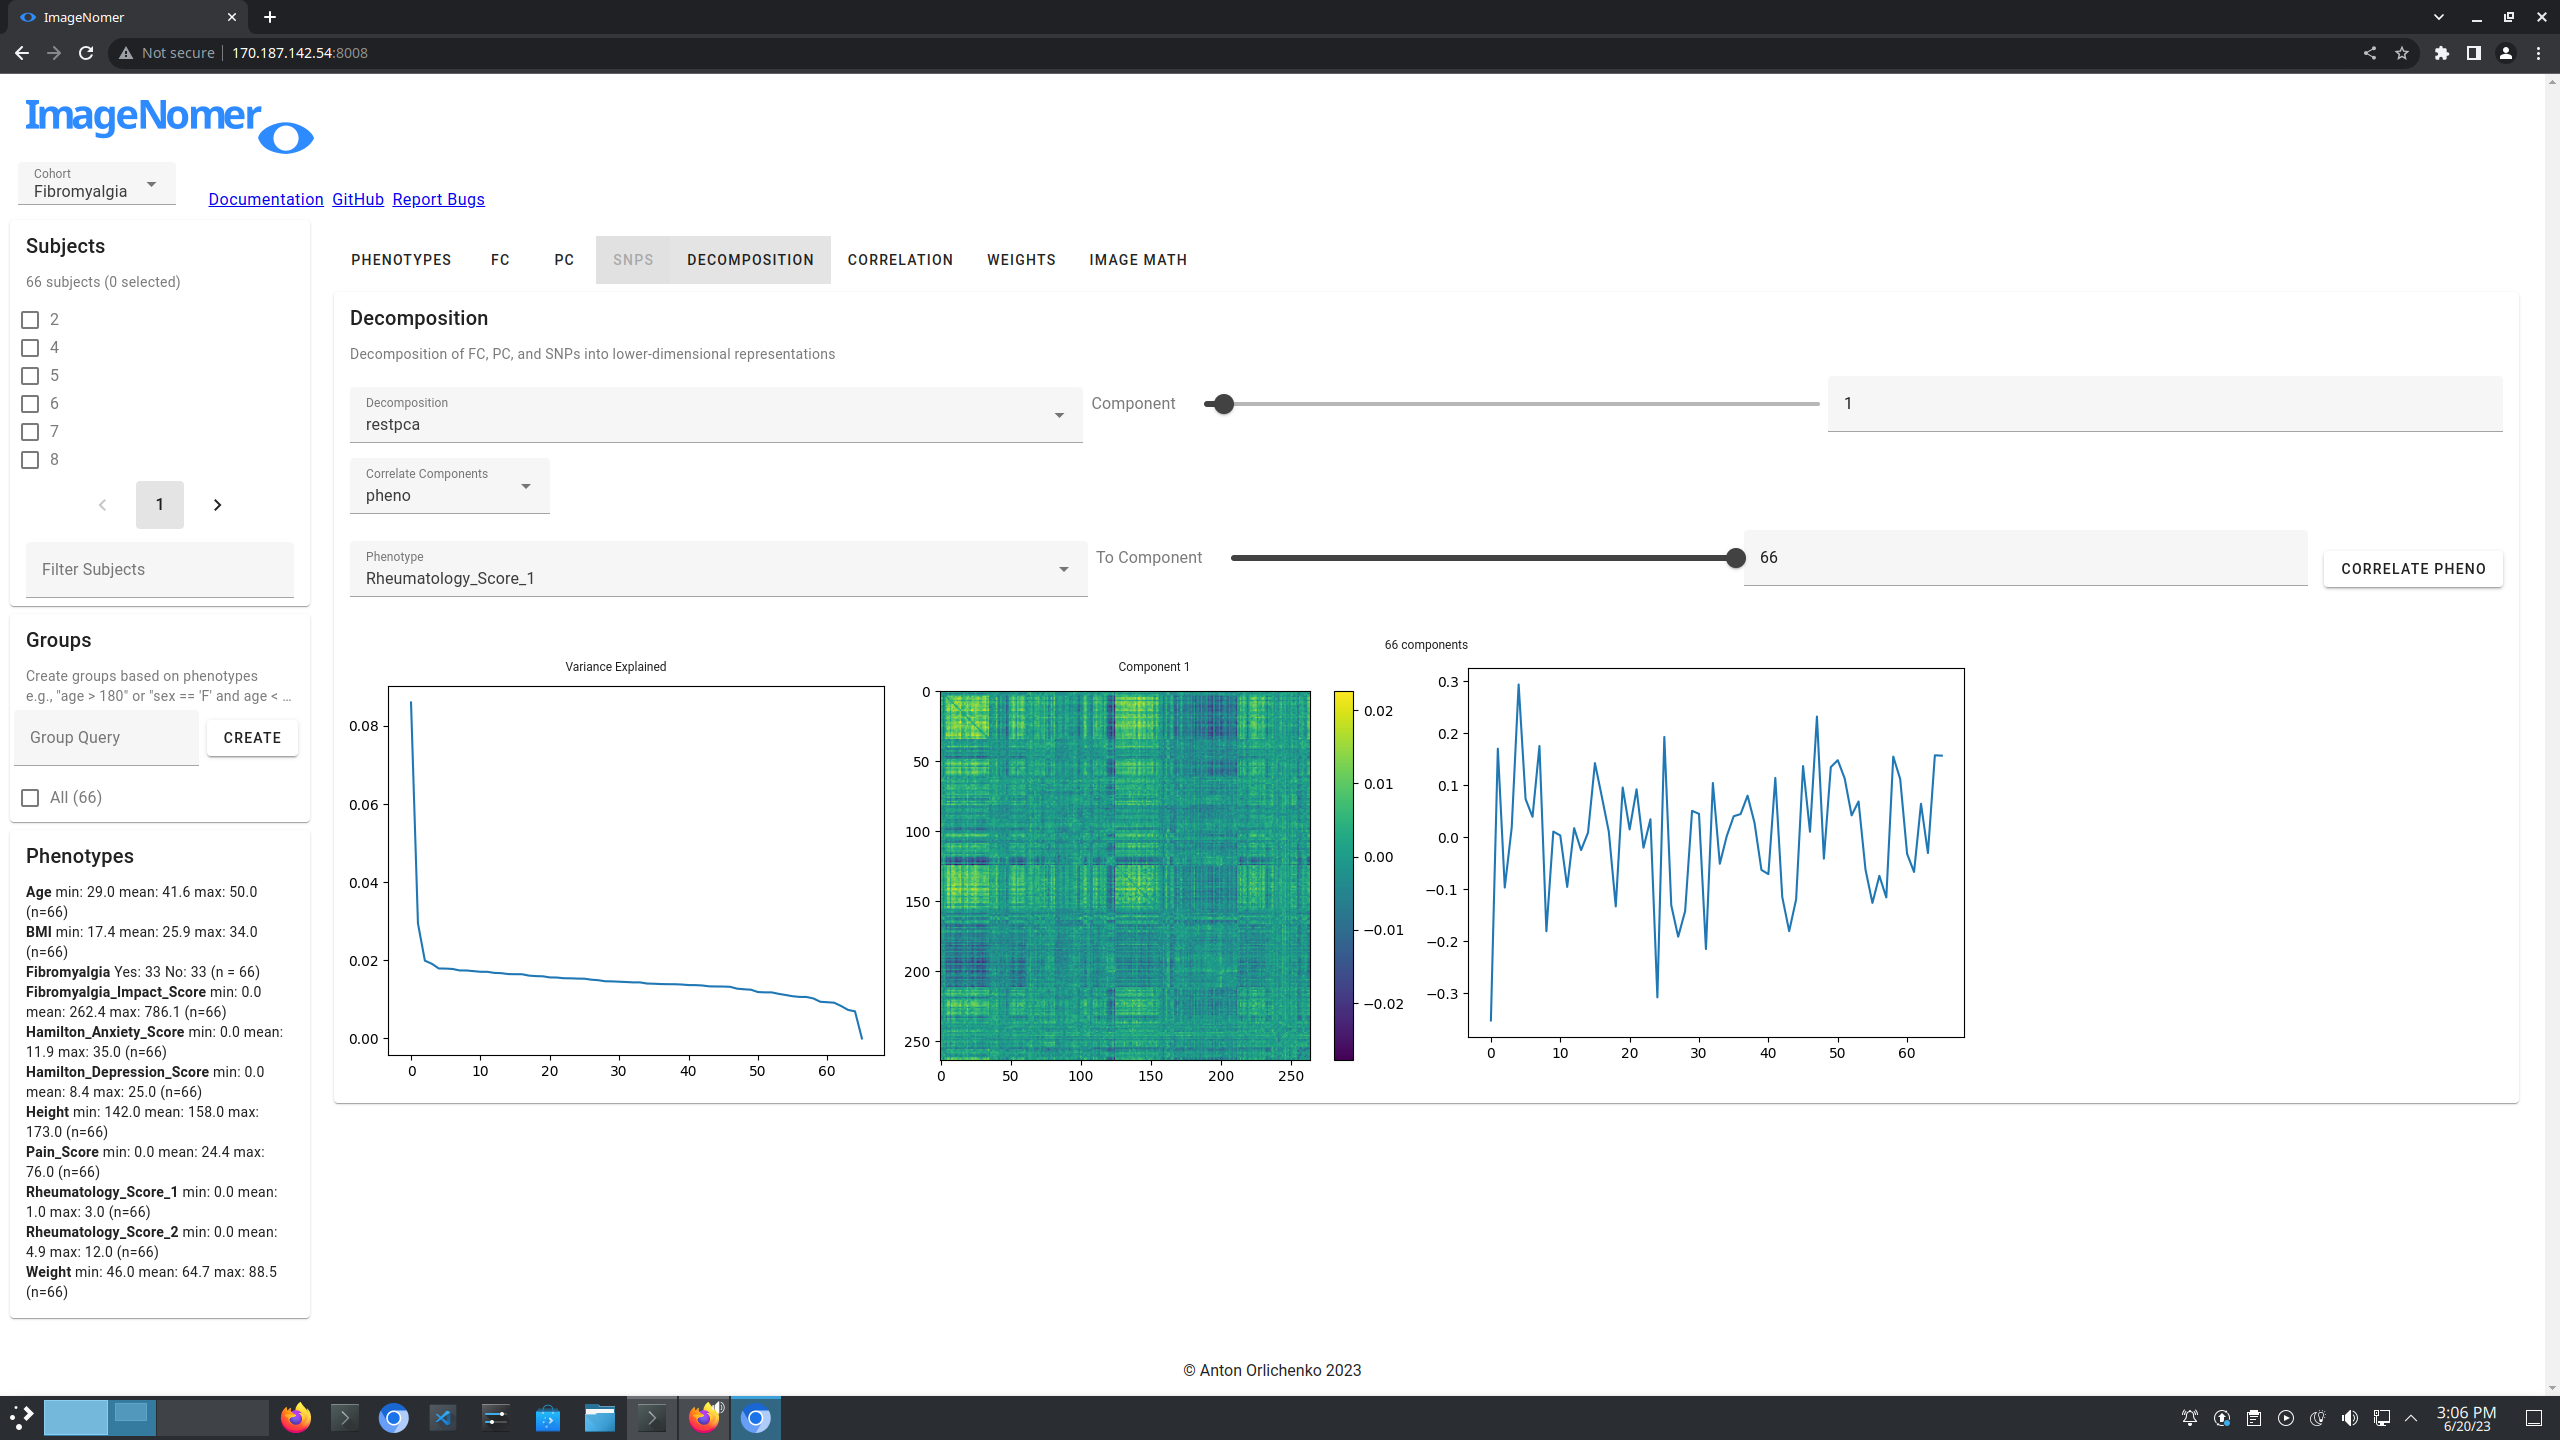 ImageNomer
Not secure 170.187.142.54:8008
ImageNomer
Cohort
Fibromyalgia
Documentation GitHub Report Bugs
Subjects
66 subjects (0 selected)
2
4
5
6
7
8
1
Filter Subjects
Groups
Create groups based on phenotypes
e.g., "age > 180" or "sex == 'F' and age < ...
Group Query
CREATE
All (66)
Phenotypes
Age min: 29.0 mean: 41.6 max: 50.0
(n=66)
BMI min: 17.4 mean: 25.9 max: 34.0
(n=66)
Fibromyalgia Yes: 33 No: 33 (n = 66)
Fibromyalgia_Impact_Score min: 0.0
mean: 262.4 max: 786.1 (n=66)
Hamilton_Anxiety_Score min: 0.0 mean:
11.9 max: 35.0 (n=66)
Hamilton_Depression_Score min: 0.0
mean: 8.4 max: 25.0 (n=66)
Height min: 142.0 mean: 158.0 max:
173.0 (n=66)
Pain_Score min: 0.0 mean: 24.4 max:
76.0 (n=66)
Rheumatology_Score_1 min: 0.0 mean:
1.0 max: 3.0 (n=66)
Rheumatology_Score_2 min: 0.0 mean:
4.9 max: 12.0 (n=66)
Weight min: 46.0 mean: 64.7 max: 88.5
(n=66)
PHENOTYPES FC PC SNPS DECOMPOSITION CORRELATION WEIGHTS IMAGE MATH
Decomposition
Decomposition of FC, PC, and SNPs into lower-dimensional representations
Decomposition
restpca
Component
1
Correlate Components
pheno
Phenotype
Rheumatology_Score_1
To Component
66
CORRELATE PHENO
Variance Explained
0.08
0.06
0.04
0.02
0.00
0 10 20 30 40 50 60
Component 1
0
50
100
150
200
250
0 50 100 150 200 250
0.02
0.01
0.00
−0.01
−0.02
66 components
0.3
0.2
0.1
0.0
−0.1
−0.2
−0.3
0 10 20 30 40 50 60
© Anton Orlichenko 2023
3:06 PM
6/20/23